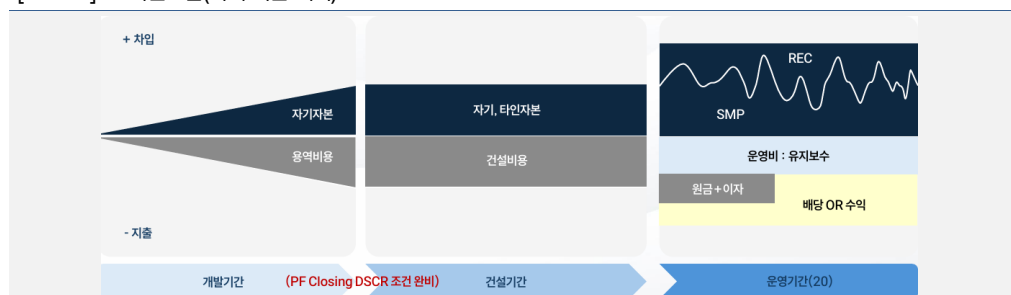 + 차입
REC
자기자본
자기, 타인자본
SMP
용역비용
건설비용
운영비 : 유지보수
원금+이자
배당 OR 수익
- 지출
개발기간
(PF Closing DSCR 조건 완비)
건설기간
운영기간(20)